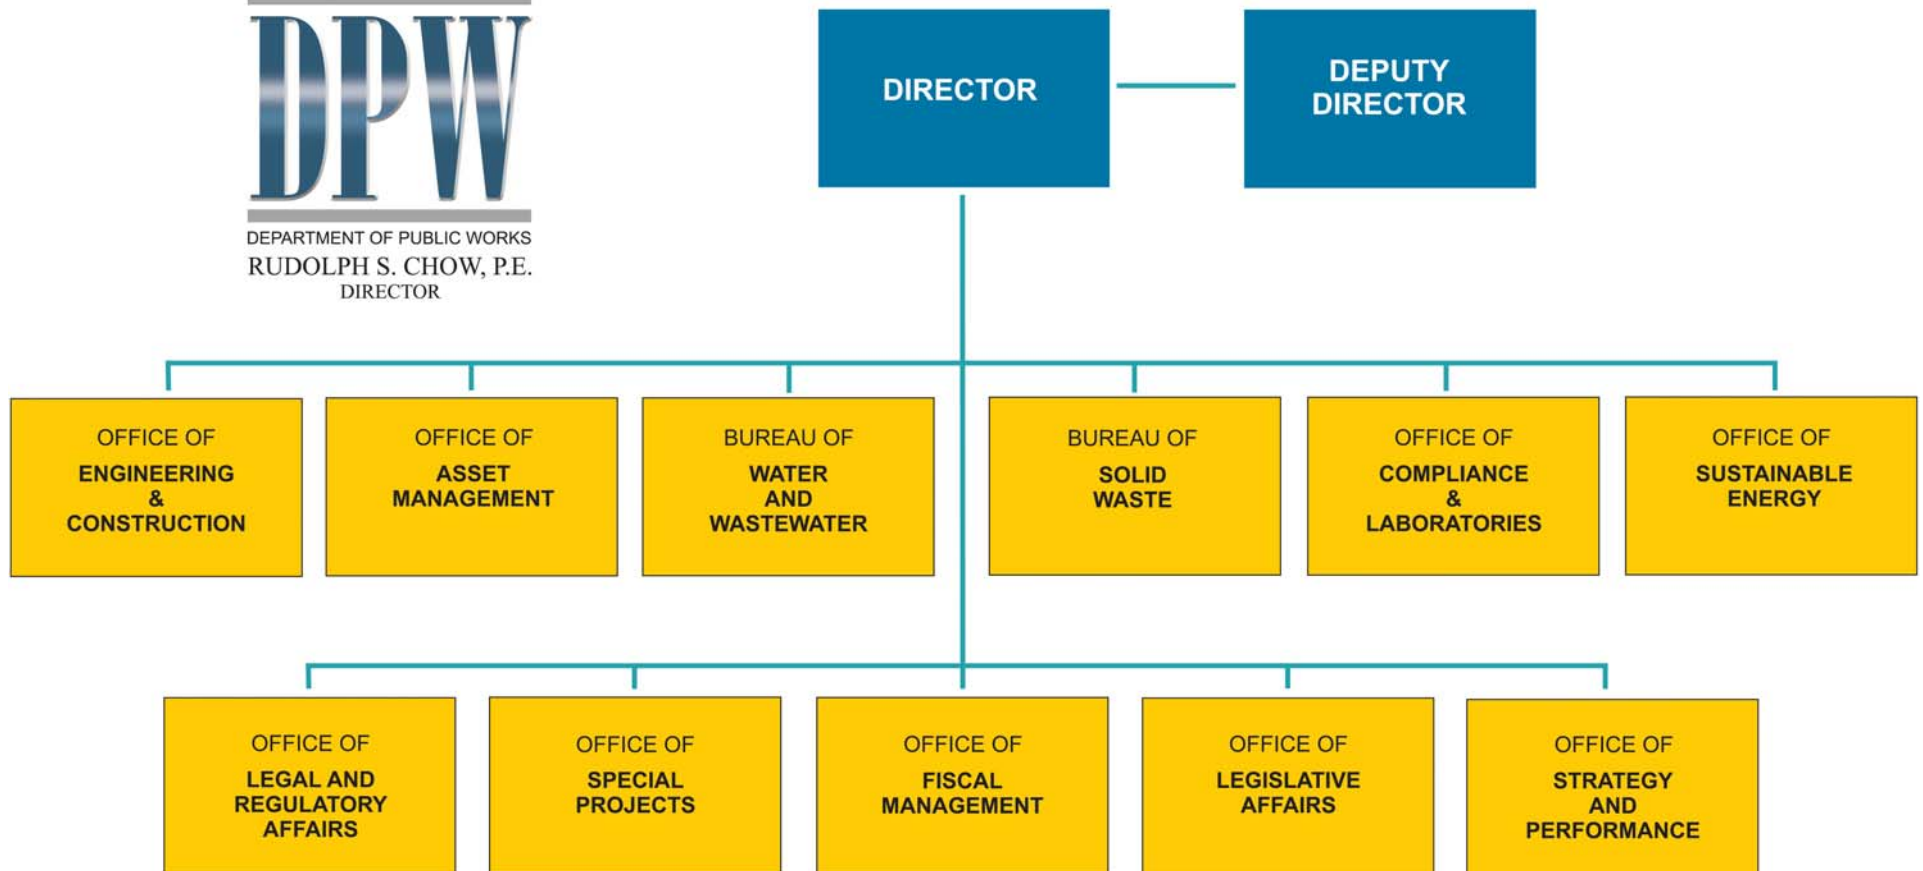 DPW
DEPARTMENT OF PUBLIC WORKS
RUDOLPH S. CHOW, P.E.
DIRECTOR
DIRECTOR
DEPUTY
DIRECTOR
OFFICE OF
ENGINEERING
&
CONSTRUCTION
OFFICE OF
ASSET
MANAGEMENT
BUREAU OF
WATER
AND
WASTEWATER
BUREAU OF
SOLID
WASTE
OFFICE OF
COMPLIANCE
&
LABORATORIES
OFFICE OF
SUSTAINABLE
ENERGY
OFFICE OF
LEGAL AND
REGULATORY
AFFAIRS
OFFICE OF
SPECIAL
PROJECTS
OFFICE OF
FISCAL
MANAGEMENT
OFFICE OF
LEGISLATIVE
AFFAIRS
OFFICE OF
STRATEGY
AND
PERFORMANCE